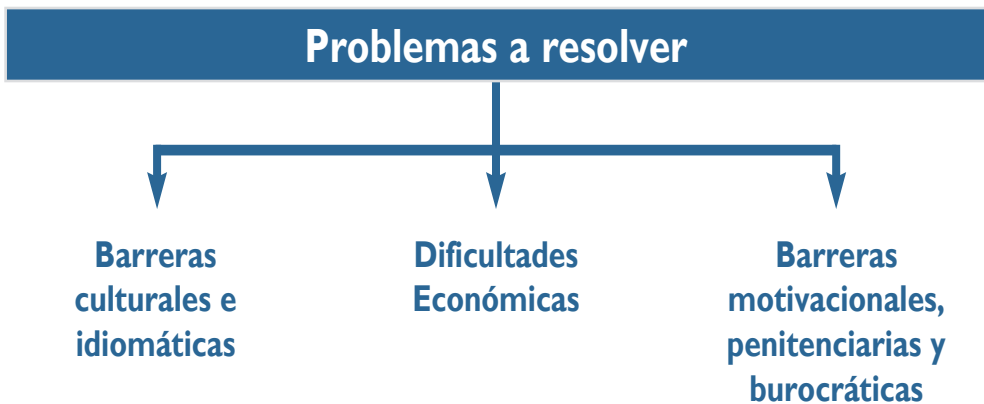 Problemas a resolver
Barreras
culturales e
idiomáticas
Dificultades
Económicas
Barreras
motivacionales,
penitenciarias y
burocráticas